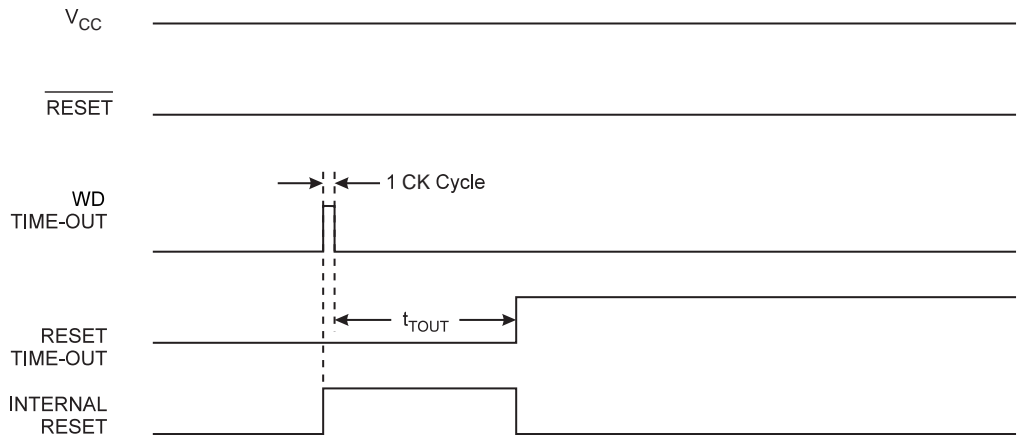 VCC
RESET
1 CK Cycle
WD
TIME-OUT
tTOUT
RESET
TIME-OUT
INTERNAL
RESET